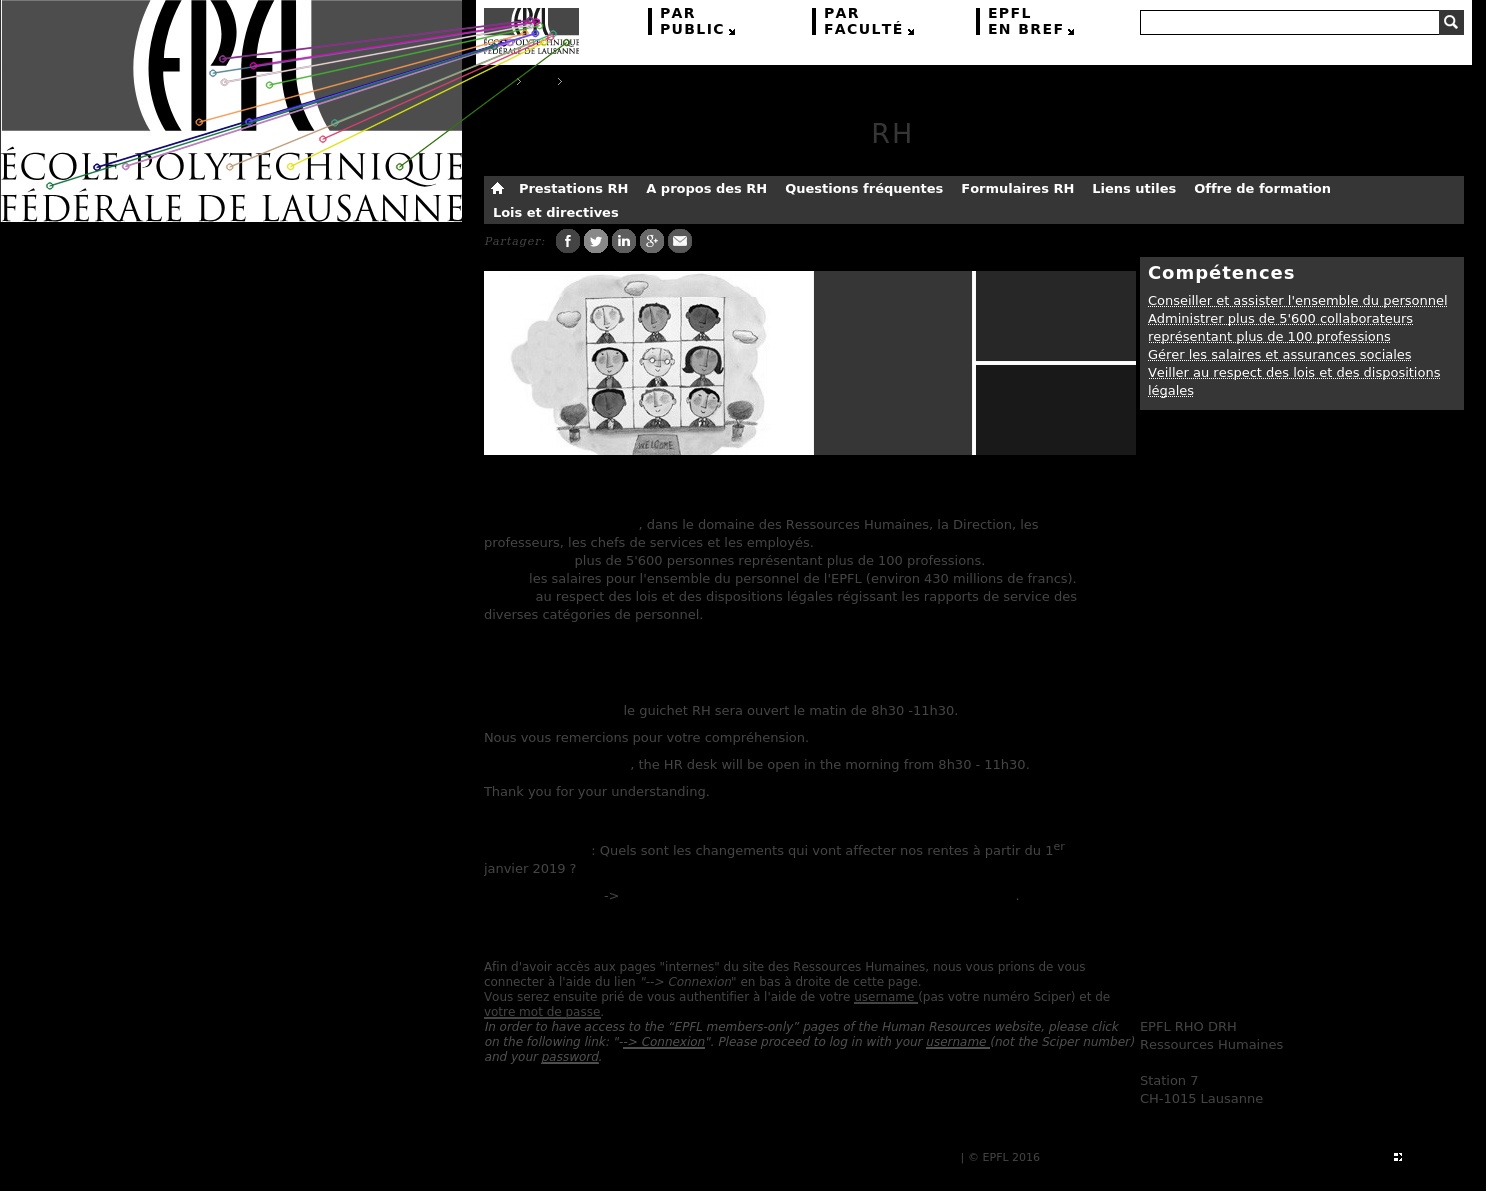 EPFL
ÉCOLE POLYTECHNIQUE
FÉDÉRALE DE LAUSANNE
EPFL
ÉCOLE POLYTECHNIQUE
FÉDÉRALE DE LAUSANNE
PAR
PUBLIC
PAR
FACULTÉ
EPFL
EN BREF
RH
Prestations RH A propos des RH Questions fréquentes Formulaires RH Liens utiles Offre de formation
Lois et directives
Partager:
WELCOME
Compétences
Conseiller et assister l'ensemble du personnel
Administrer plus de 5'600 collaborateurs
représentant plus de 100 professions
Gérer les salaires et assurances sociales
Veiller au respect des lois et des dispositions
légales
, dans le domaine des Ressources Humaines, la Direction, les
professeurs, les chefs de services et les employés.
plus de 5'600 personnes représentant plus de 100 professions.
les salaires pour l'ensemble du personnel de l'EPFL (environ 430 millions de francs).
au respect des lois et des dispositions légales régissant les rapports de service des
diverses catégories de personnel.
le guichet RH sera ouvert le matin de 8h30 -11h30.
Nous vous remercions pour votre compréhension.
, the HR desk will be open in the morning from 8h30 - 11h30.
Thank you for your understanding.
: Quels sont les changements qui vont affecter nos rentes à partir du 1er
janvier 2019 ?
-> .
Afin d'avoir accès aux pages "internes" du site des Ressources Humaines, nous vous prions de vous
connecter à l'aide du lien "--> Connexion" en bas à droite de cette page.
Vous serez ensuite prié de vous authentifier à l'aide de votre username (pas votre numéro Sciper) et de
votre mot de passe.
In order to have access to the “EPFL members-only” pages of the Human Resources website, please click
on the following link: "--> Connexion". Please proceed to log in with your username (not the Sciper number)
and your password.
EPFL RHO DRH
Ressources Humaines
Station 7
CH-1015 Lausanne
| © EPFL 2016